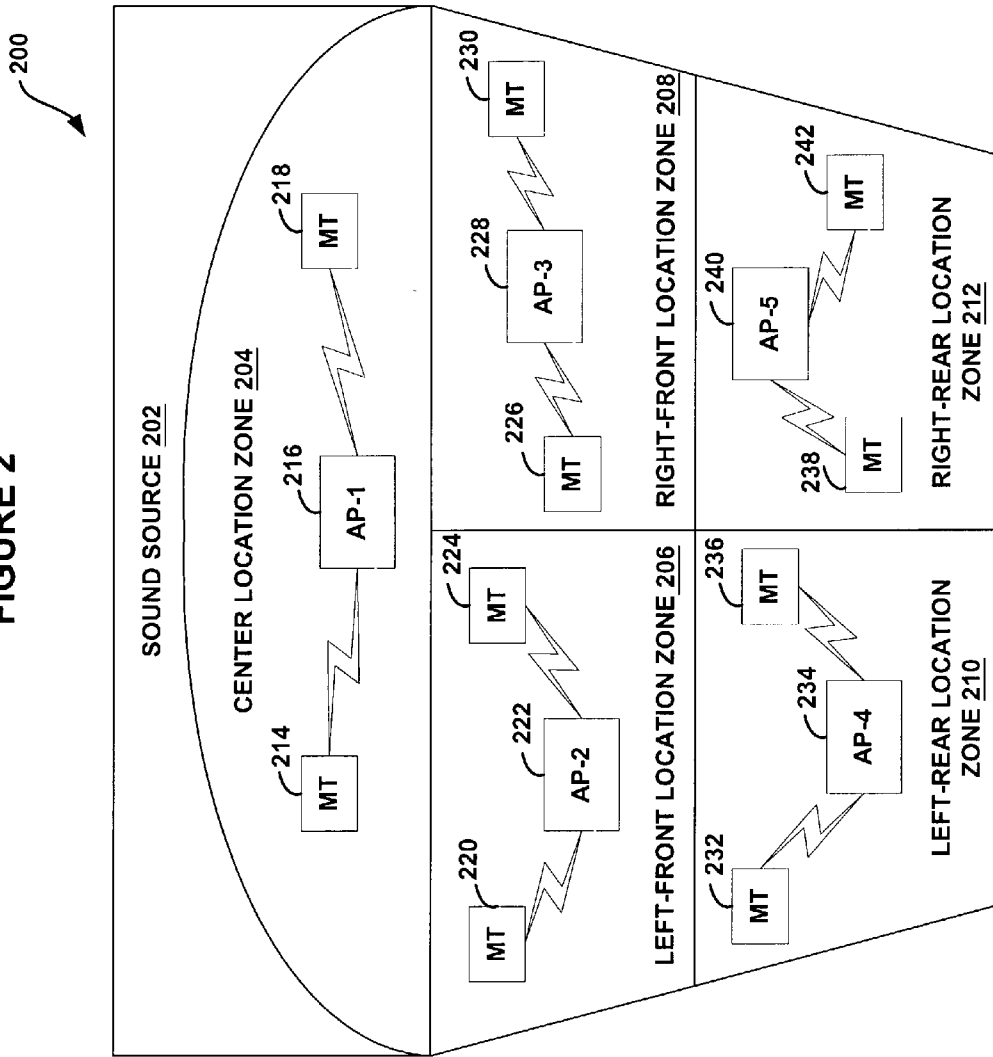 FIGURE 2
200
SOUND SOURCE 202
CENTER LOCATION ZONE 204
214
MT
216
AP-1
218
MT
220
MT
222
AP-2
224
MT
LEFT-FRONT LOCATION ZONE 206
226
MT
228
AP-3
230
MT
RIGHT-FRONT LOCATION ZONE 208
232
MT
234
AP-4
236
MT
LEFT-REAR LOCATION
ZONE 210
238
MT
240
AP-5
242
MT
RIGHT-REAR LOCATION
ZONE 212